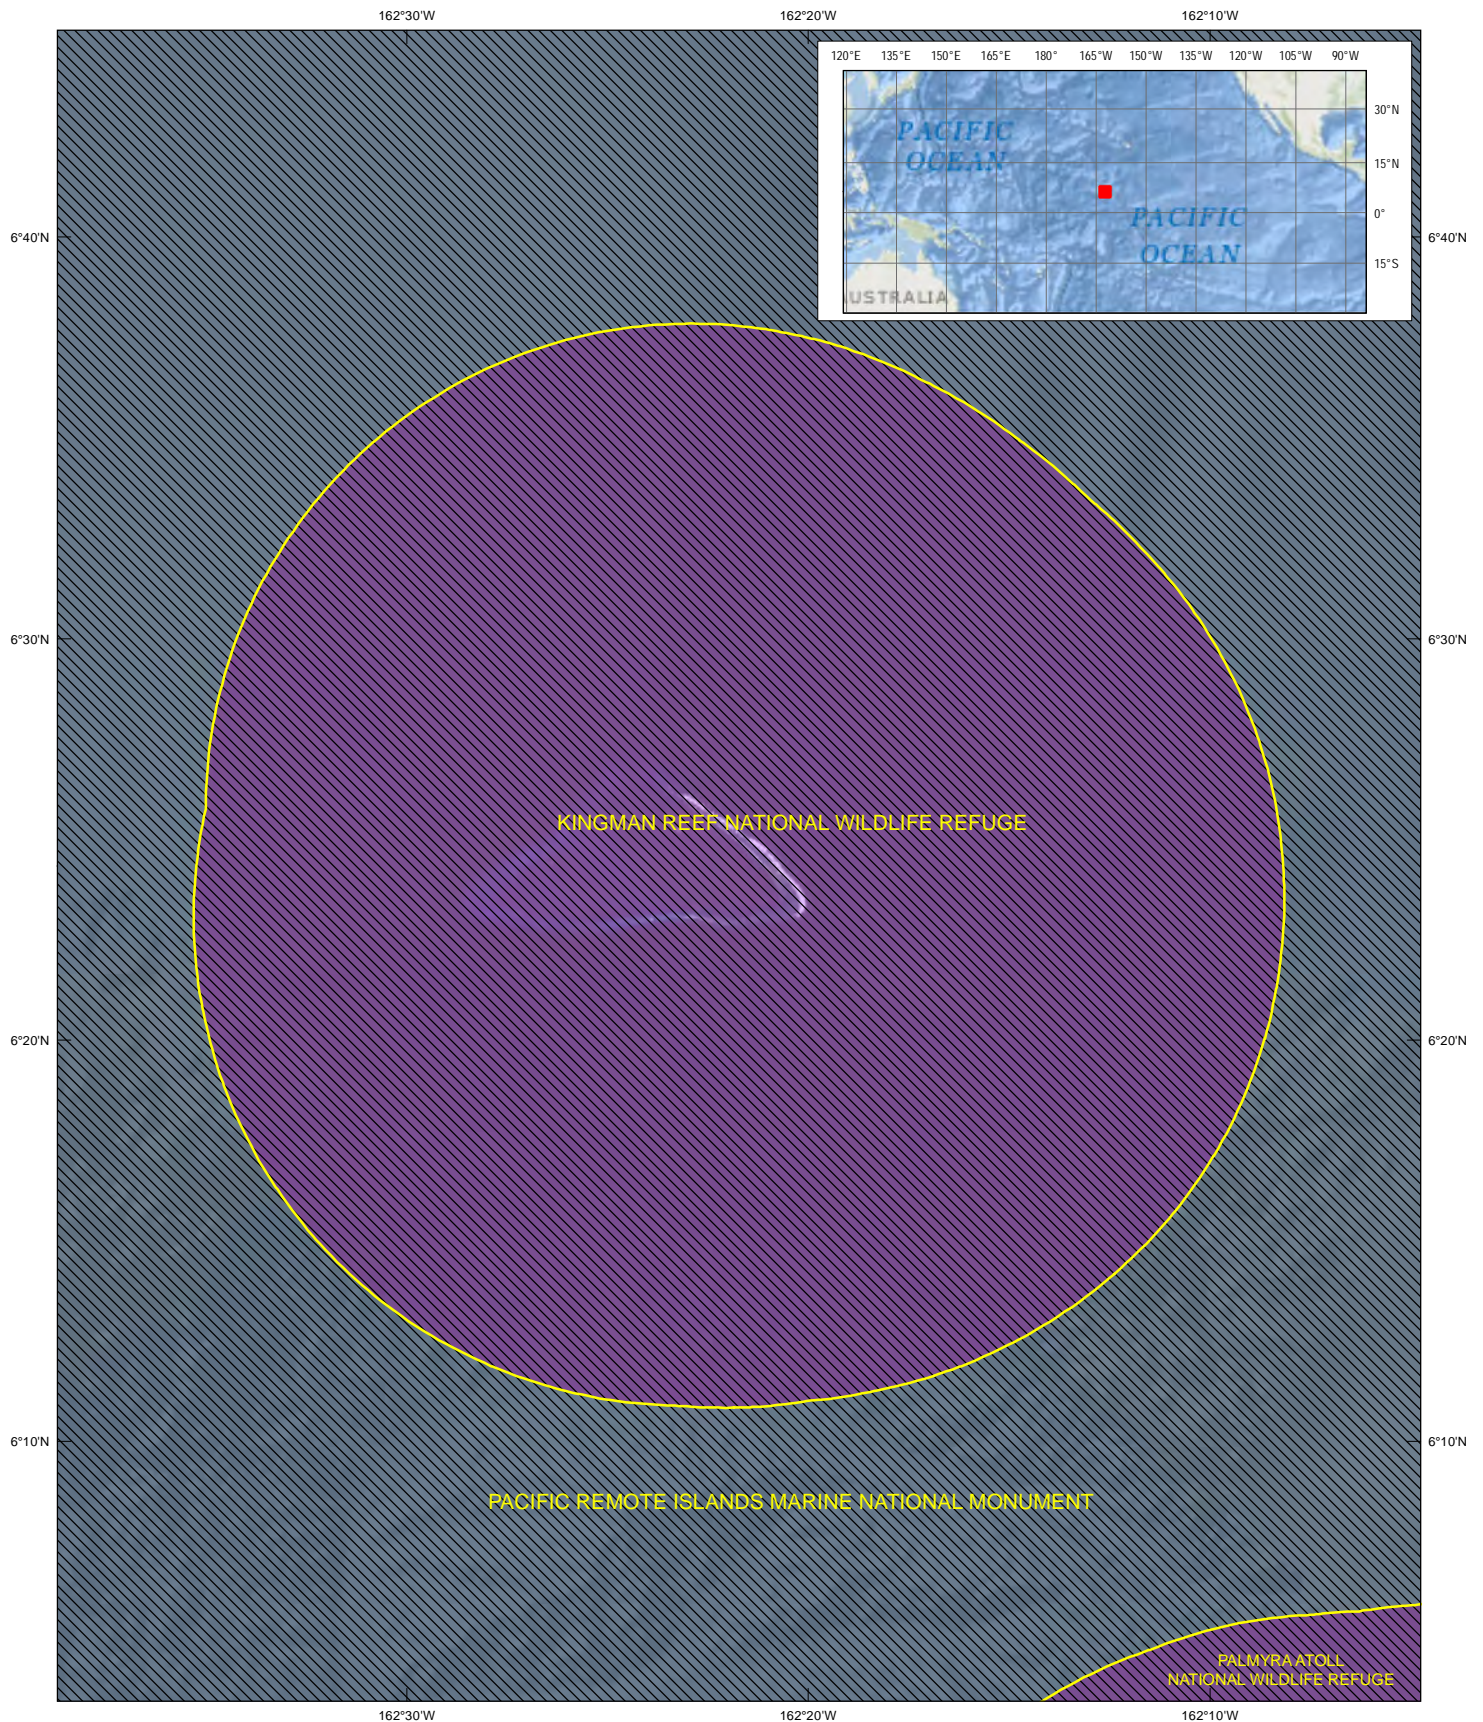 162°30'W
162°20'W
162°10'W
120°E
135°E
150°E
165°E
180°
165°W
150°W
135°W
120°W
105°W
90°W
30°N
15°N
0°
15°S
PACIFIC
OCEAN
PACIFIC
OCEAN
USTRALIA
6°40'N
6°40'N
6°30'N
6°30'N
KINGMAN REEF NATIONAL WILDLIFE REFUGE
6°20'N
6°20'N
6°10'N
6°10'N
PACIFIC REMOTE ISLANDS MARINE NATIONAL MONUMENT
PALMYRA ATOLL
NATIONAL WILDLIFE REFUGE
162°30'W
162°20'W
162°10'W